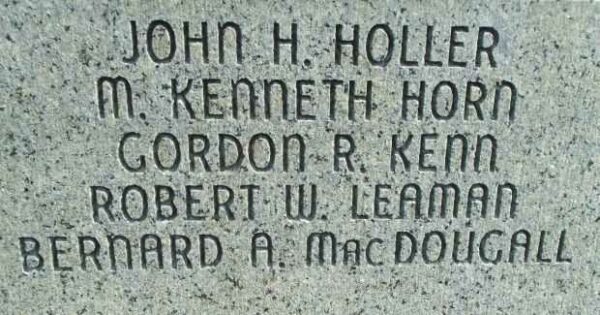 JOHN H. HOLLER
M. KENNETH HORN
GORDON R. KENN
ROBERT W. LEAMAN
BERNARD A. MACDOUGALL